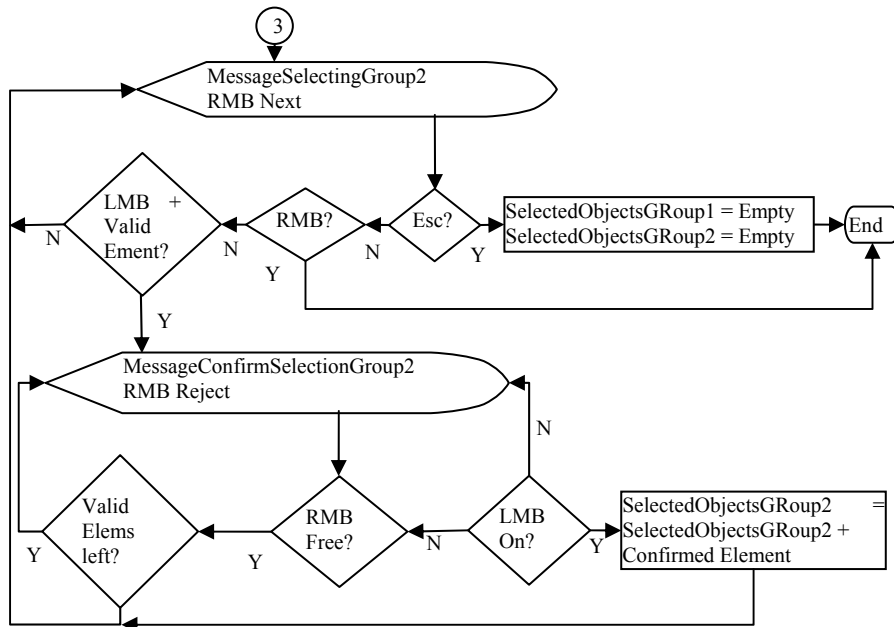 3
MessageSelectingGroup2
RMB Next
LMB +
Valid
Ement?
RMB?
Esc?
SelectedObjectsGRoup1 = Empty
SelectedObjectsGRoup2 = Empty
End
N
N
N
Y
Y
Y
MessageConfirmSelectionGroup2
RMB Reject
N
Valid
Elems
left?
RMB
Free?
LMB
On?
SelectedObjectsGRoup2 =
SelectedObjectsGRoup2 +
Confirmed Element
Y
Y
N
Y